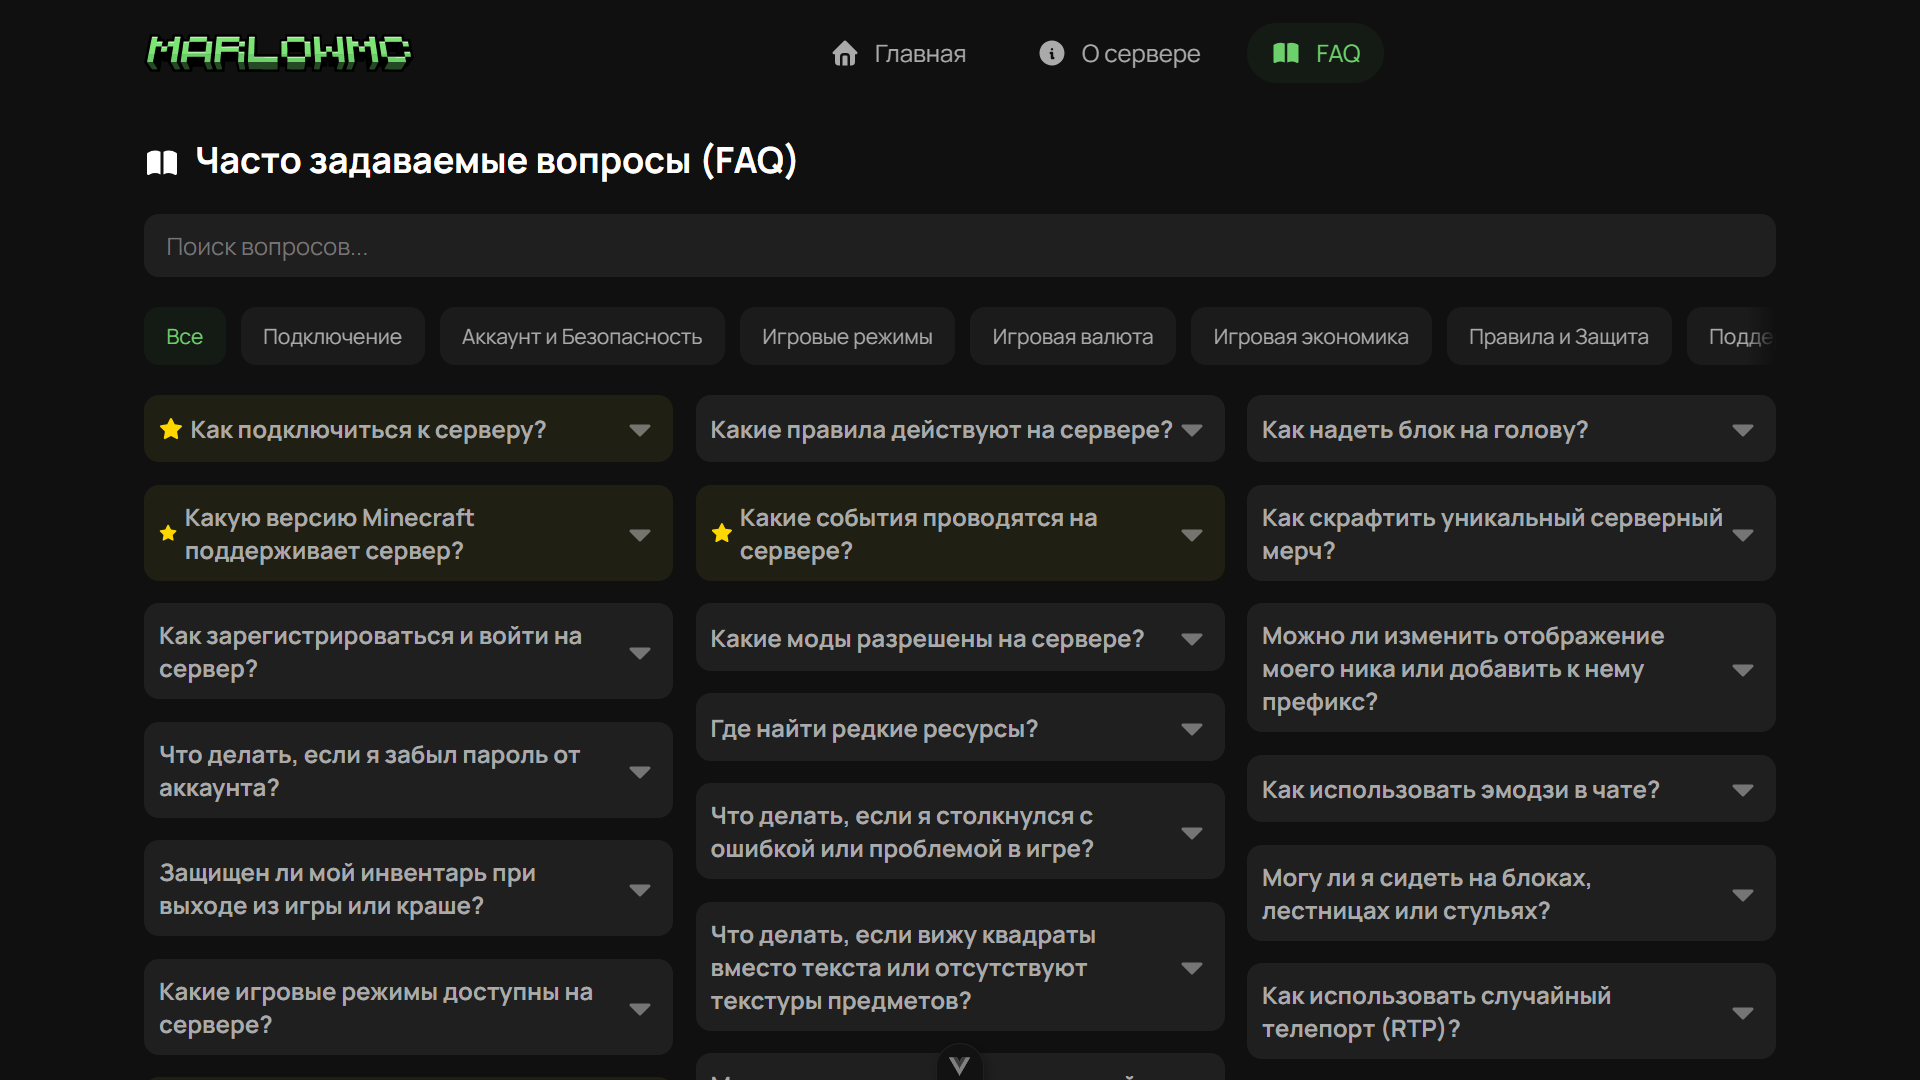 MARLOWMC
Главная
О сервере
FAQ
Часто задаваемые вопросы (FAQ)
Поиск вопросов...
Все
Подключение
Аккаунт и Безопасность
Игровые режимы
Игровая валюта
Игровая экономика
Правила и Защита
Подде
Как подключиться к серверу?
Какую версию Minecraft
поддерживает сервер?
Как зарегистрироваться и войти на
сервер?
Что делать, если я забыл пароль от
аккаунта?
Защищен ли мой инвентарь при
выходе из игры или краше?
Какие игровые режимы доступны на
сервере?
Какие правила действуют на сервере?
Какие события проводятся на
сервере?
Какие моды разрешены на сервере?
Где найти редкие ресурсы?
Что делать, если я столкнулся с
ошибкой или проблемой в игре?
Что делать, если вижу квадраты
вместо текста или отсутствуют
текстуры предметов?
Как надеть блок на голову?
Как скрафтить уникальный серверный
мерч?
Можно ли изменить отображение
моего ника или добавить к нему
префикс?
Как использовать эмодзи в чате?
Могу ли я сидеть на блоках,
лестницах или стульях?
Как использовать случайный
телепорт (RTP)?